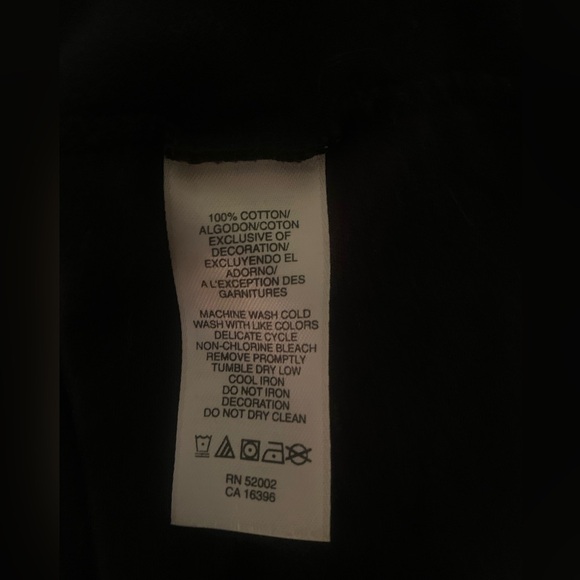 100% COTTON/
ALGODON/COTON
EXCLUSIVE OF
DECORATION/
EXCLUYENDO EL
ADORNO/
A L'EXCEPTION DES
GARNITURES
MACHINE WASH COLD
WASH WITH LIKE COLORS
DELICATE CYCLE
NON-CHLORINE BLEACH
REMOVE PROMPTLY
TUMBLE DRY LOW
COOL IRON
DO NOT IRON
DECORATION
DO NOT DRY CLEAN
RN 52002
CA 16396